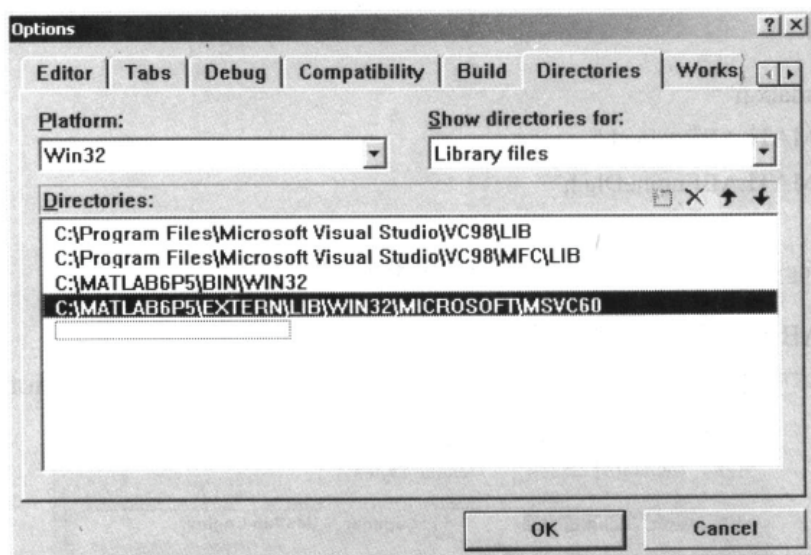 Options
Editor Tabs Debug Compatibility Build Directories Works
Platform: Show directories for:
Win32 Library files
Directories:
C:\Program Files\Microsoft Visual Studio\VC98\LIB
C:\Program Files\Microsoft Visual Studio\VC98\MFC\LIB
C:\MATLAB6P5\BIN\WIN32
C:\MATLAB6P5\EXTERN\LIB\WIN32\MICROSOFT\MSVC60
OK Cancel